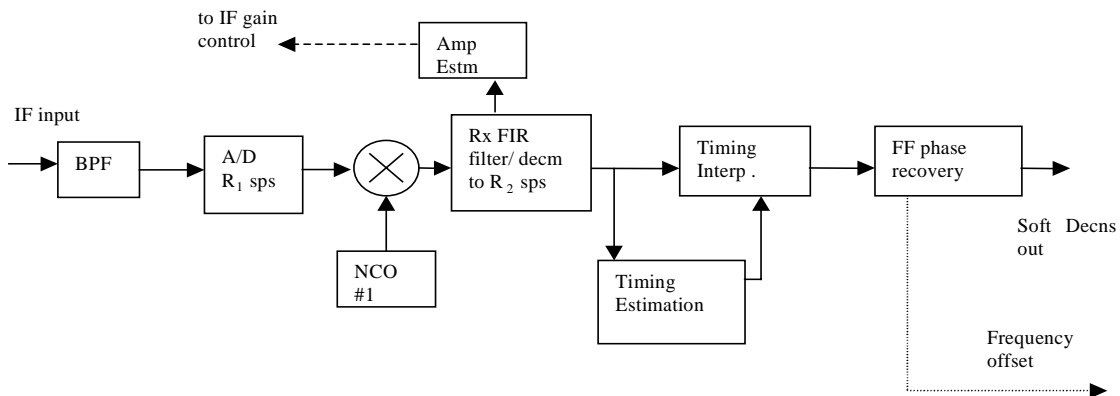 to IF gain
control
Amp
Estm
IF input
BPF
A/D
R₁ sps
Rx FIR
filter/ decm
to R₂ sps
Timing
Interp .
FF phase
recovery
Soft Decns
out
NCO
#1
Timing
Estimation
Frequency
offset